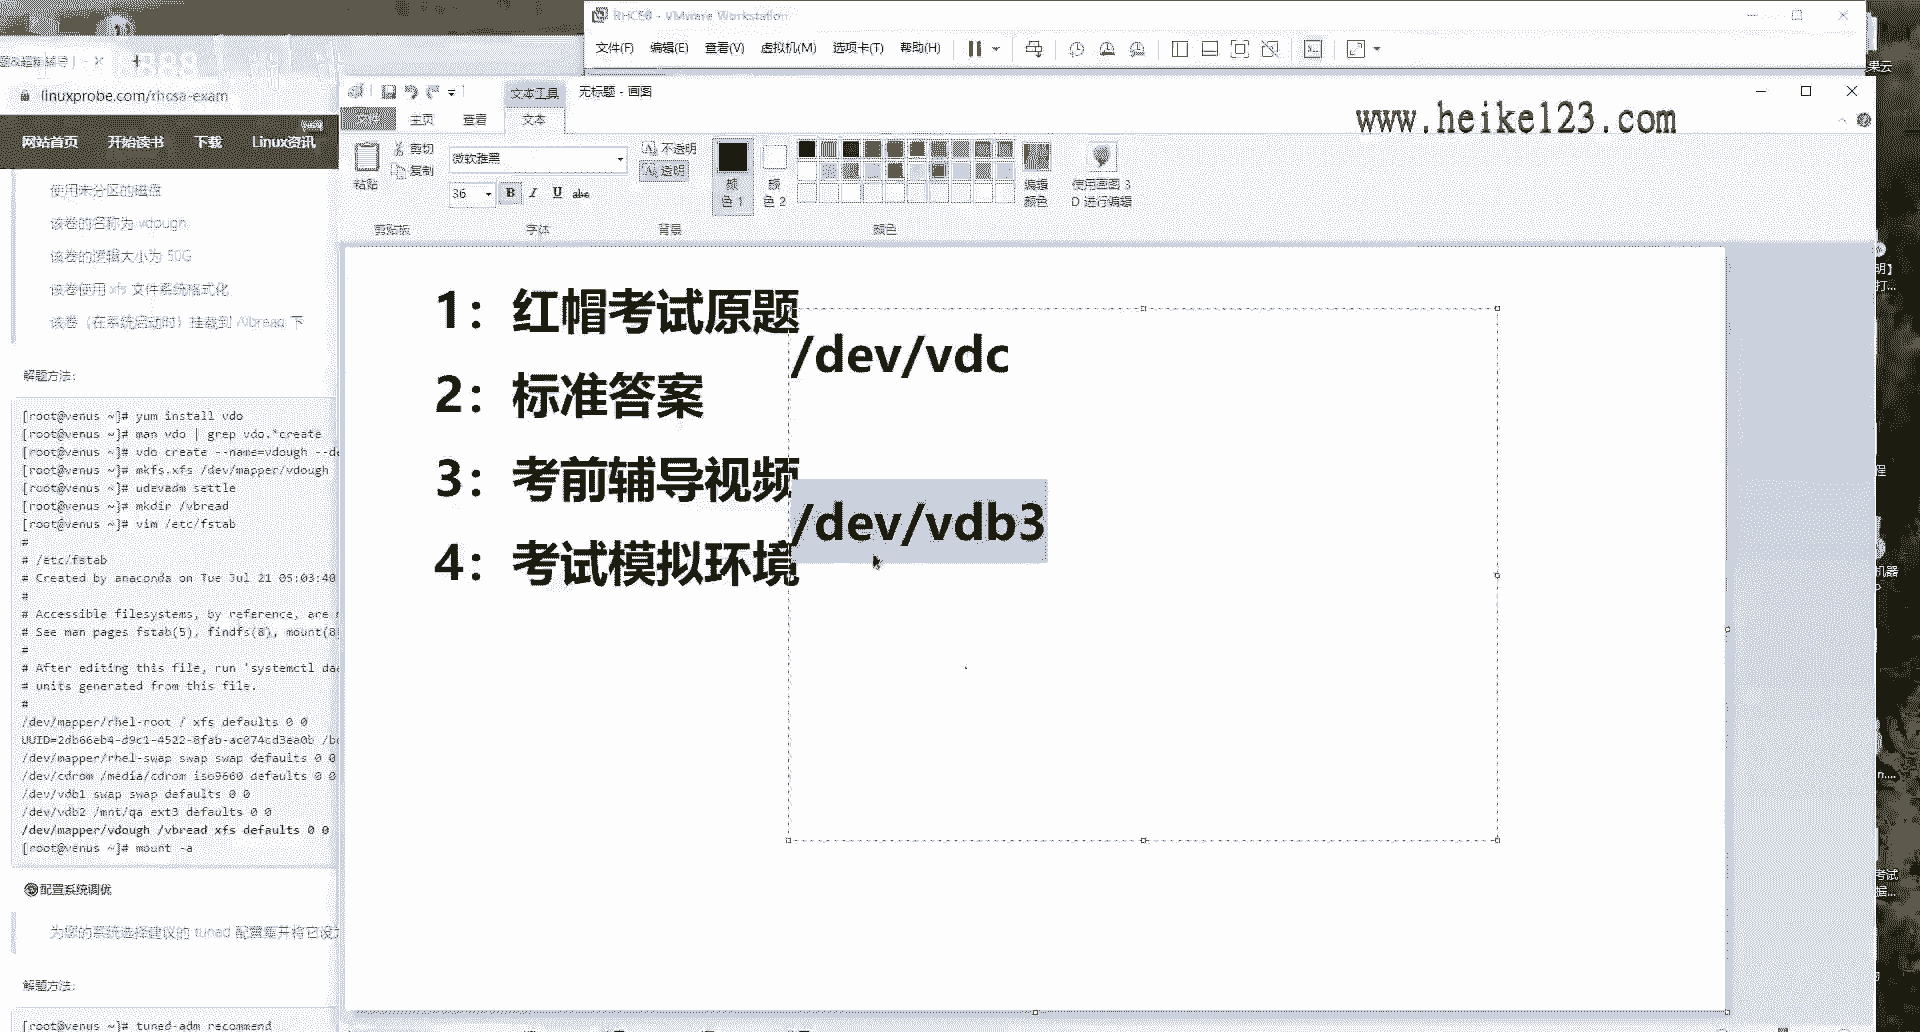 RHCE8 - VMware Workstation
文件(F) 编辑(E) 查看(V) 虚拟机(M) 选项卡(T) 帮助(H)
linuxprobe.com/rhcsa-exam
网站首页 开始读书 下载 Linux资讯
使用未分区的磁盘
该卷的名称为 vdough
该卷的逻辑大小为 50G
该卷使用 xfs 文件系统格式化
该卷（在系统启动时）挂载到 /vbread 下
解题方法:
[root@venus ~]# yum install vdo
[root@venus ~]# man vdo | grep vdo.*create
[root@venus ~]# vdo create --name=vdough --de
[root@venus ~]# mkfs.xfs /dev/mapper/vdough
[root@venus ~]# udevadm settle
[root@venus ~]# mkdir /vbread
[root@venus ~]# vim /etc/fstab
#
# /etc/fstab
# Created by anaconda on Tue Jul 21 05:03:40
#
# Accessible filesystems, by reference, are
# See man pages fstab(5), findfs(8), mount(8
#
# After editing this file, run 'systemctl dae
# units generated from this file.
#
/dev/mapper/rhel-root / xfs defaults 0 0
UUID=2db66eb4-d9c1-4522-8fab-ac074cd3ea0b /b
/dev/mapper/rhel-swap swap swap defaults 0 0
/dev/cdrom /media/cdrom iso9660 defaults 0 0
/dev/vdb1 swap swap defaults 0 0
/dev/vdb2 /mnt/qa ext3 defaults 0 0
/dev/mapper/vdough /vbread xfs defaults 0 0
[root@venus ~]# mount -a
配置系统调优
为您的系统选择建议的 tuned 配置集并将它设
解题方法:
[root@venus ~]# tuned-adm recommend
文本工具 无标题 - 画图
文件 主页 查看 文本
www.heike123.com
粘贴 剪切 复制
微软雅黑
36 B I U abc
不透明
透明
颜色 1 颜色 2
编辑颜色
使用画图 3D 进行编辑
剪贴板 字体 背景 颜色
1：红帽考试原题
/dev/vdc
2：标准答案
3：考前辅导视频
/dev/vdb3
4：考试模拟环境
果云